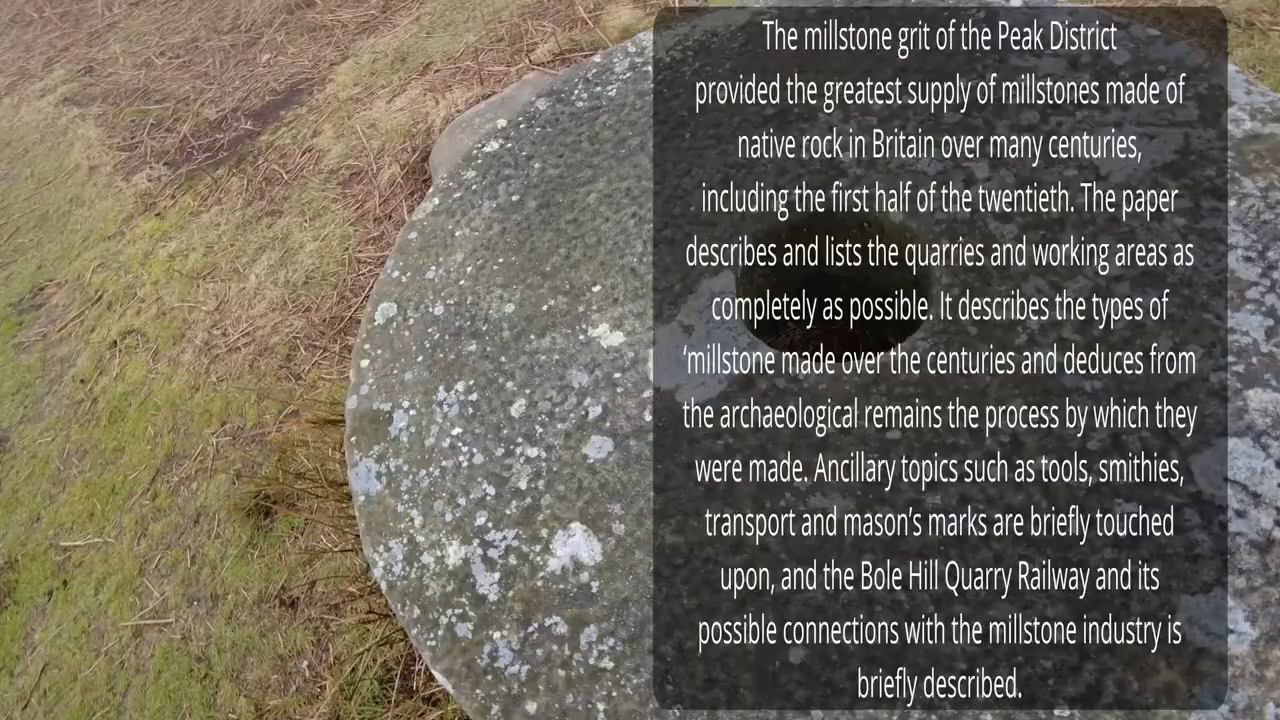 The millstone grit of the Peak District
provided the greatest supply of millstones made of
native rock in Britain over many centuries,
including the first half of the twentieth. The paper
describes and lists the quarries and working areas as
completely as possible. It describes the types of
‘millstone made over the centuries and deduces from
the archaeological remains the process by which they
were made. Ancillary topics such as tools, smithies,
transport and mason’s marks are briefly touched
upon, and the Bole Hill Quarry Railway and its
possible connections with the millstone industry is
briefly described.